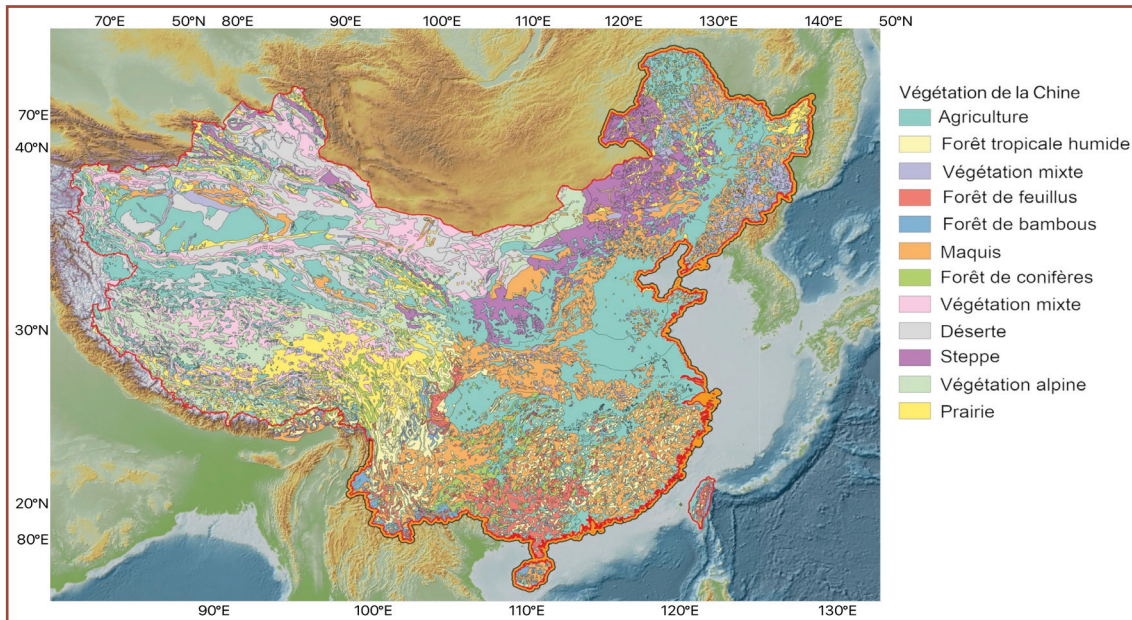 70°E 50°N 80°E 90°E 100°E 110°E 120°E 130°E 140°E 50°N
70°E
40°N
30°N
20°N
80°E
90°E 100°E 110°E 120°E 130°E
Végétation de la Chine
Agriculture
Forêt tropicale humide
Végétation mixte
Forêt de feuillus
Forêt de bambous
Maquis
Forêt de conifères
Végétation mixte
Déserte
Steppe
Végétation alpine
Prairie